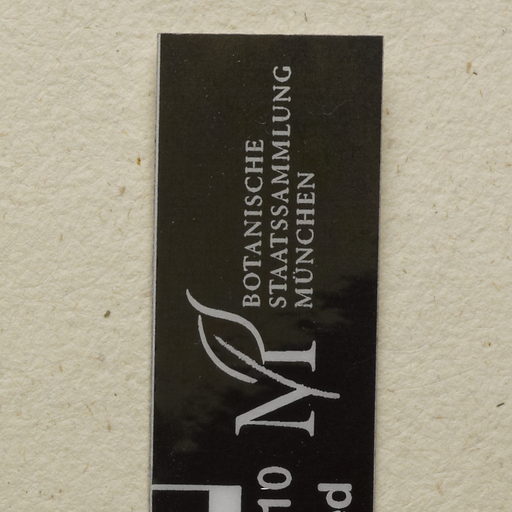 BOTANISCHE
STAATSSAMMLUNG
MÜNCHEN
M
10